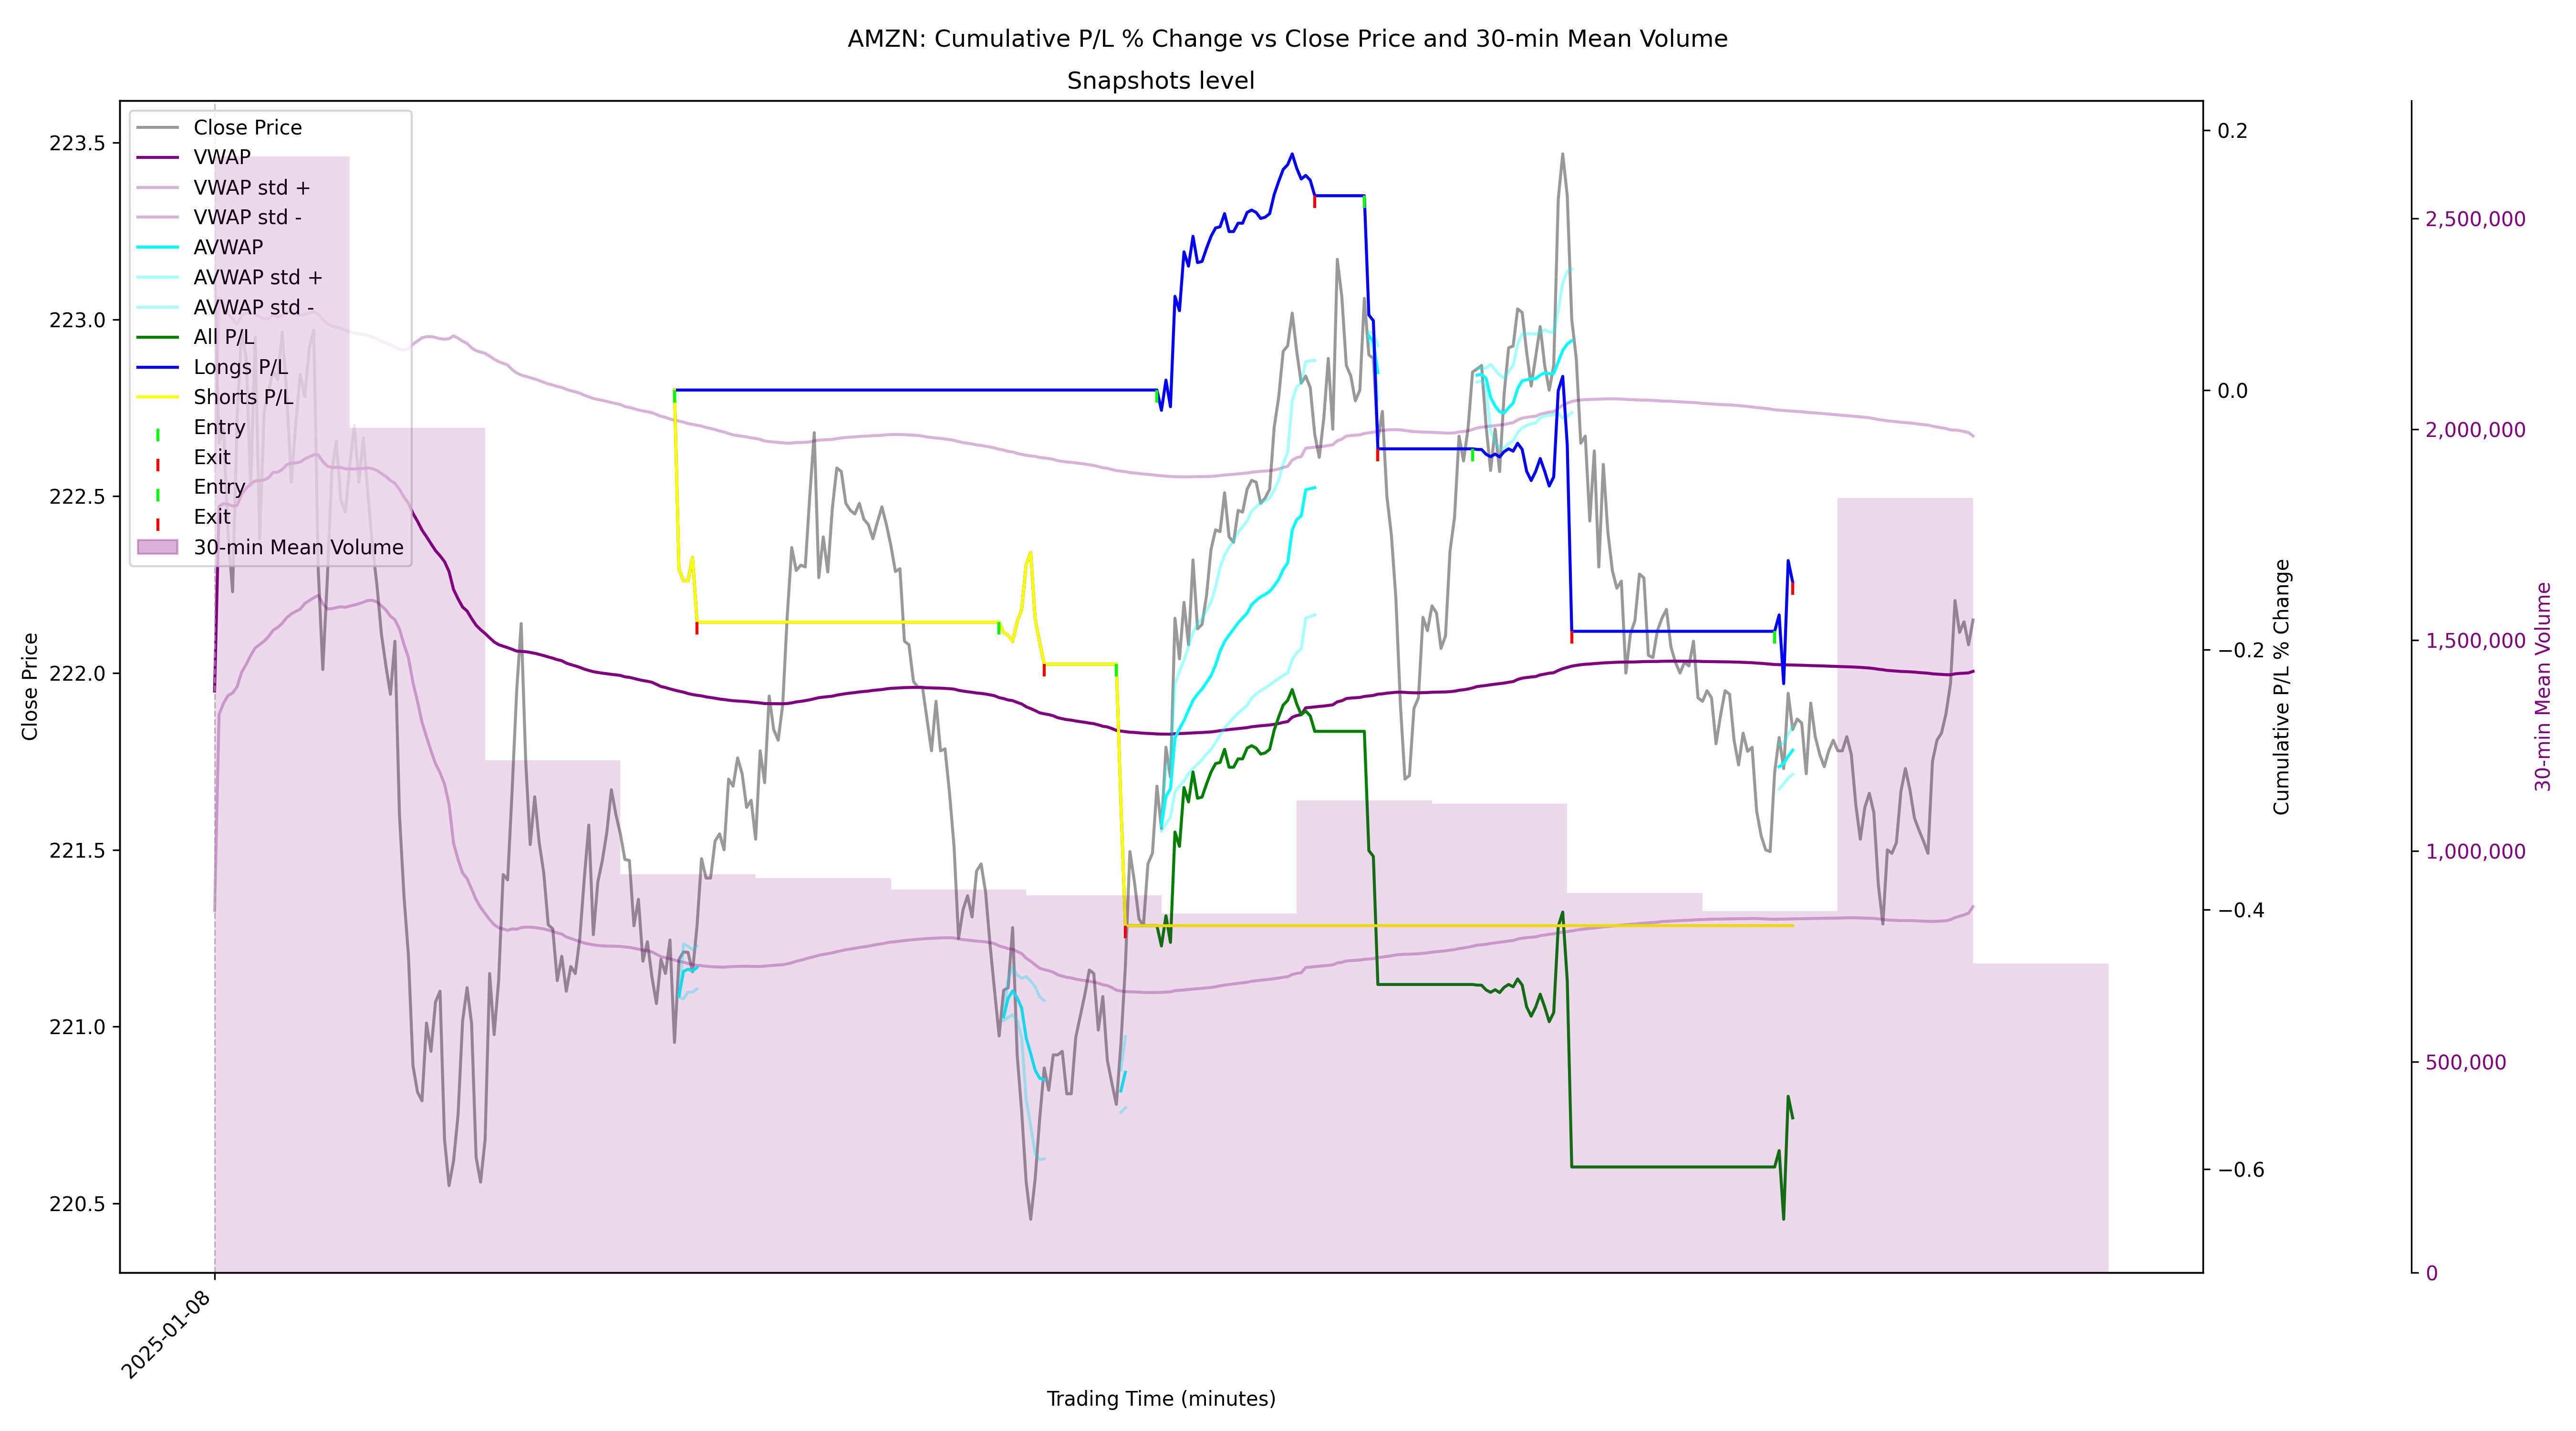 AMZN: Cumulative P/L % Change vs Close Price and 30-min Mean Volume
Snapshots level
Close Price
VWAP
VWAP std +
VWAP std -
AVWAP
AVWAP std +
AVWAP std -
All P/L
Longs P/L
Shorts P/L
Entry
Exit
Entry
Exit
30-min Mean Volume
223.5
223.0
222.5
222.0
221.5
221.0
220.5
Close Price
0.2
0.0
−0.2
−0.4
−0.6
Cumulative P/L % Change
2,500,000
2,000,000
1,500,000
1,000,000
500,000
0
30-min Mean Volume
2025-01-08
Trading Time (minutes)